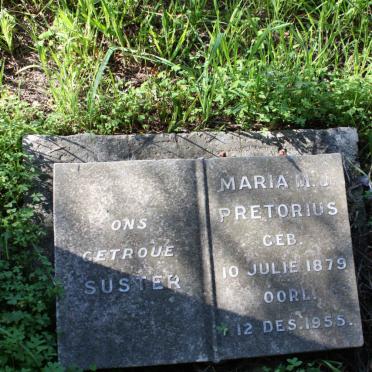 ONS
GETROUE
SUSTER
MARIA M. J.
PRETORIUS
GEB.
10 JULIE 1879
OORL.
12 DES. 1955.